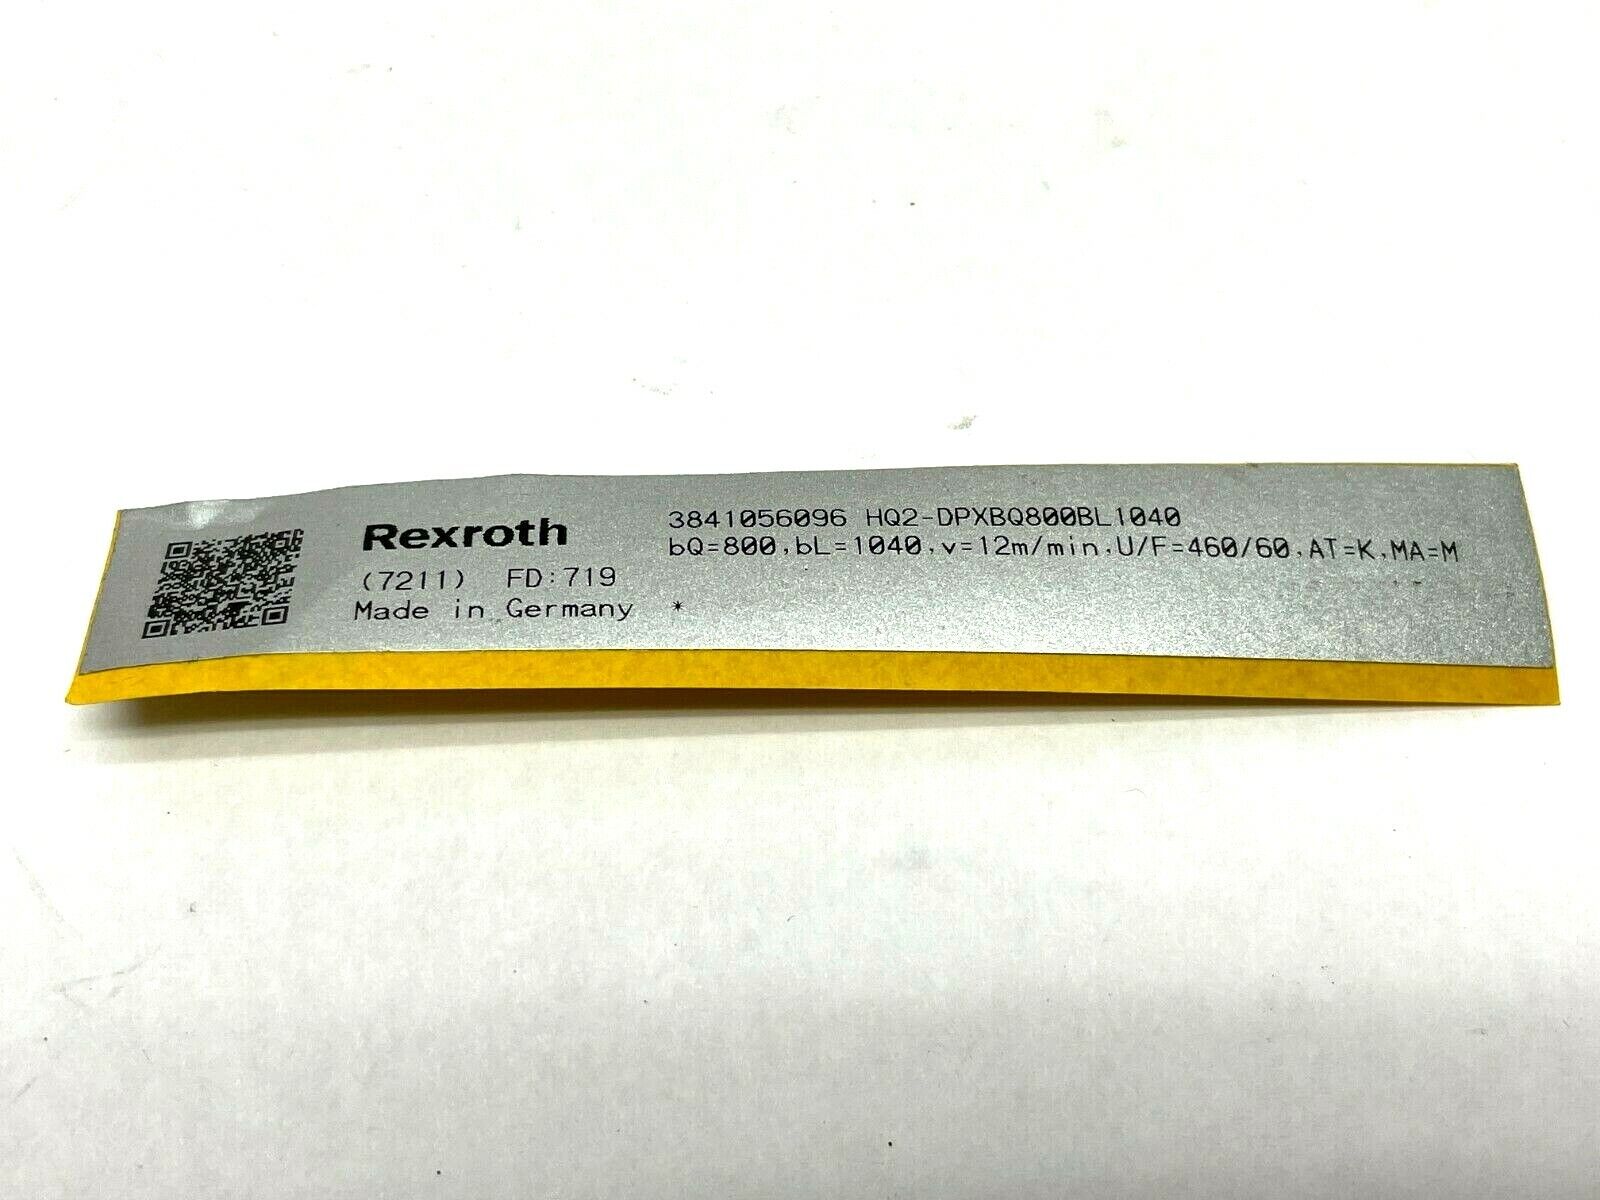 Rexroth
(7211) FD:719
Made in Germany *
3841056096 HQ2-DPXBQ800BL1040
bQ=800,bL=1040,v=12m/min,U/F=460/60,AT=K,MA=M